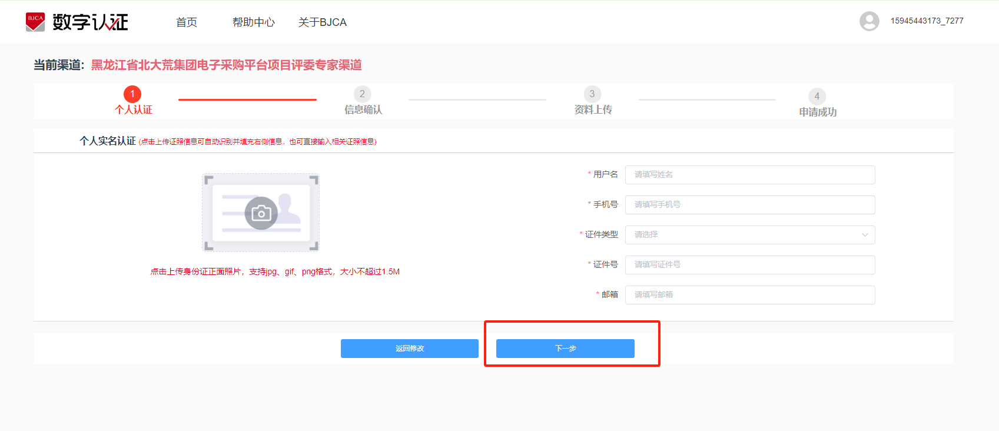 BJCA 数字认证 首页 帮助中心 关于BJCA 15945443173_7277
当前渠道：黑龙江省北大荒集团电子采购平台项目评委专家渠道
1 2 3 4
个人认证 信息确认 资料上传 申请成功
个人实名认证 (点击上传证照信息可自动识别并填充右侧信息，也可直接输入相关证照信息)
* 用户名 请填写姓名
* 手机号 请填写手机号
* 证件类型 请选择
* 证件号 请填写证件号
点击上传身份证正面照片，支持jpg、gif、png格式，大小不超过1.5M
* 邮箱 请填写邮箱
返回修改 下一步